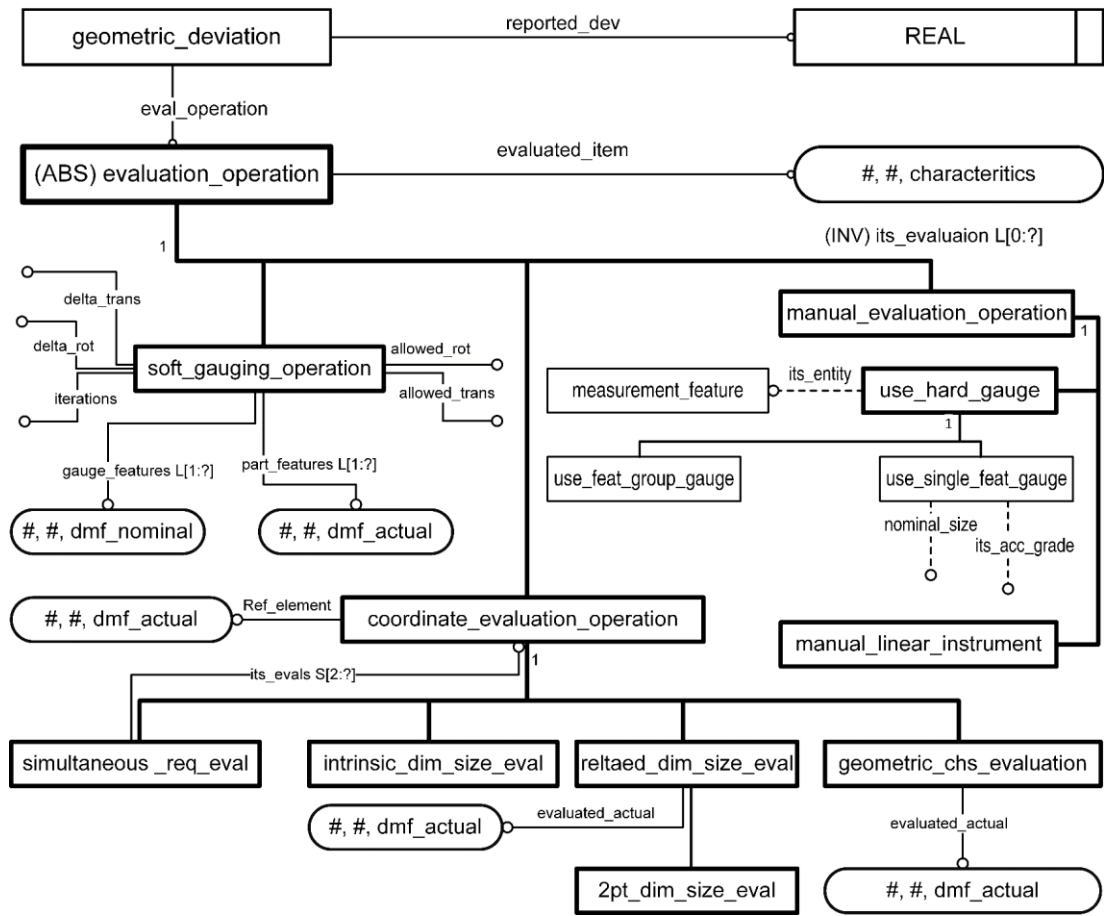 geometric_deviation
reported_dev
REAL
eval_operation
(ABS) evaluation_operation
evaluated_item
#, #, characteritics
1
(INV) its_evaluaion L[0:?]
delta_trans
manual_evaluation_operation
1
delta_rot
soft_gauging_operation
allowed_rot
iterations
allowed_trans
measurement_feature
its_entity
use_hard_gauge
1
gauge_features L[1:?]
part_features L[1:?]
use_feat_group_gauge
use_single_feat_gauge
nominal_size
its_acc_grade
#, #, dmf_nominal
#, #, dmf_actual
#, #, dmf_actual
Ref_element
coordinate_evaluation_operation
manual_linear_instrument
1
its_evals S[2:?]
simultaneous _req_eval
intrinsic_dim_size_eval
reltaed_dim_size_eval
geometric_chs_evaluation
#, #, dmf_actual
evaluated_actual
evaluated_actual
2pt_dim_size_eval
#, #, dmf_actual